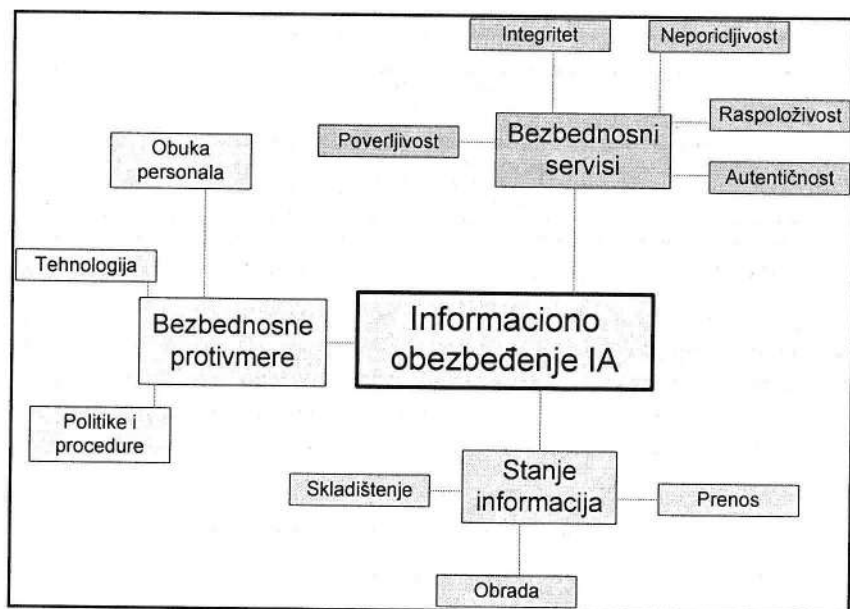 Integritet
Neporicljivost
Poverljivost
Bezbednosni
servisi
Raspoloživost
Autentičnost
Obuka
personala
Tehnologija
Bezbednosne
protivmere
Politike i
procedure
Informaciono
obezbeđenje IA
Stanje
informacija
Skladištenje
Prenos
Obrada